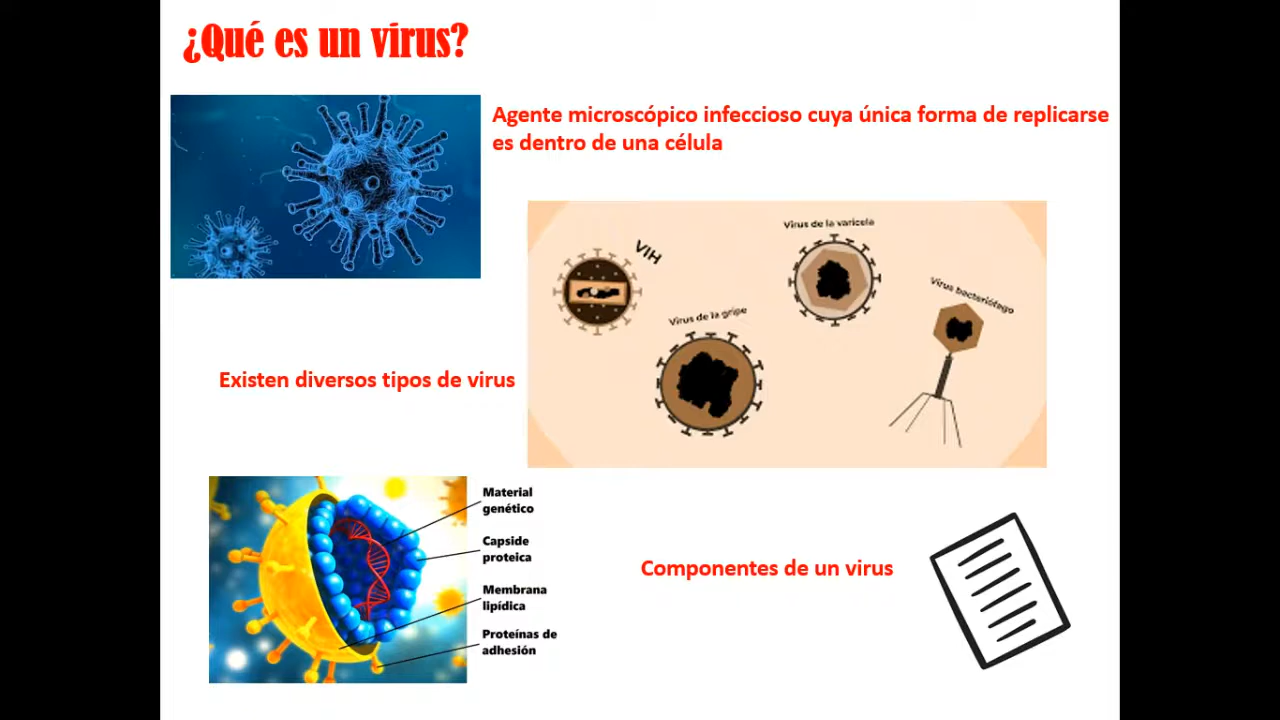 ¿Qué es un virus?
Agente microscópico infeccioso cuya única forma de replicarse
es dentro de una célula
Virus de la varicela
VIH
Virus bacteriófago
Virus de la gripe
Existen diversos tipos de virus
Material
genético
Capside
proteica
Membrana
lipídica
Proteínas de
adhesión
Componentes de un virus